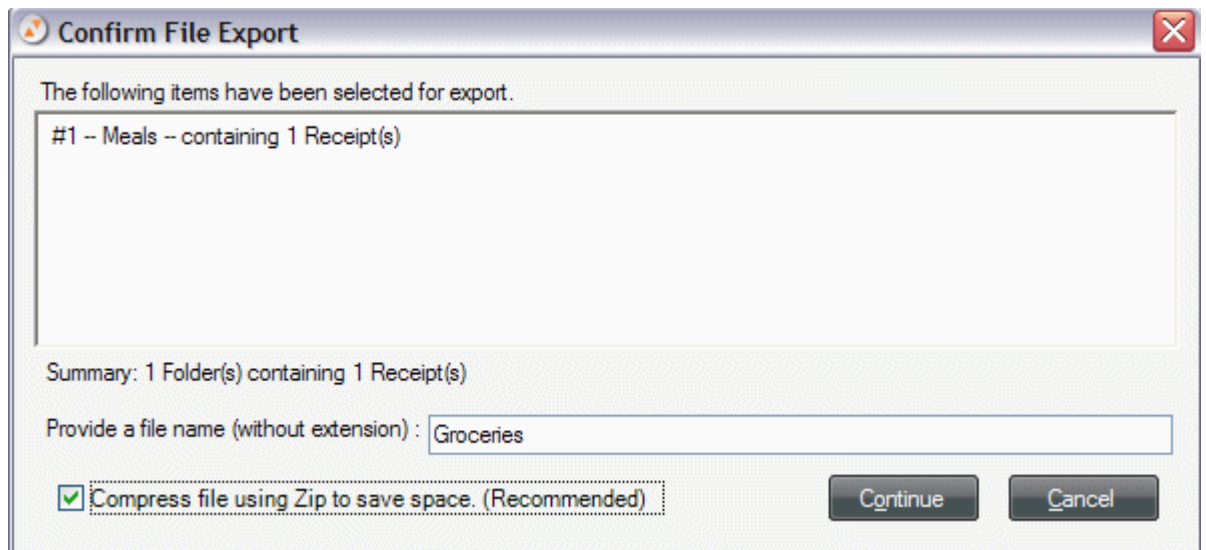 Confirm File Export
The following items have been selected for export.
#1 -- Meals -- containing 1 Receipt(s)
Summary: 1 Folder(s) containing 1 Receipt(s)
Provide a file name (without extension) : Groceries
Compress file using Zip to save space. (Recommended) Continue Cancel